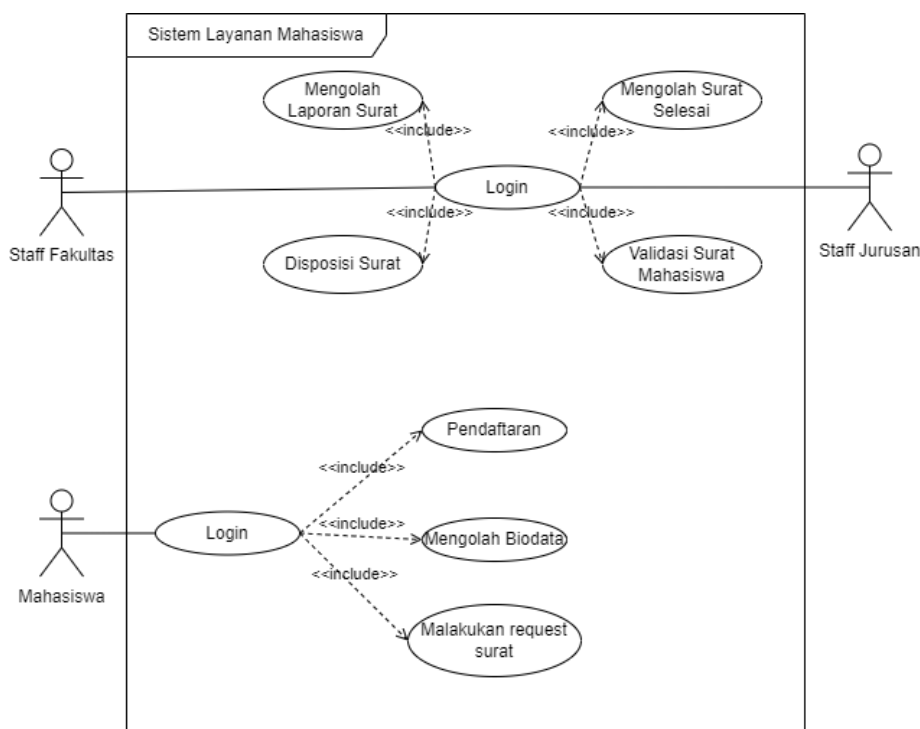 Sistem Layanan Mahasiswa
Mengolah
Laporan Surat
Mengolah Surat
Selesai
<<include>>
<<include>>
Login
<<include>>
<<include>>
Staff Fakultas
Disposisi Surat
Validasi Surat
Mahasiswa
Staff Jurusan
Pendaftaran
<<include>>
Login
<<include>>
Mengolah Biodata
<<include>>
Mahasiswa
Malakukan request
surat